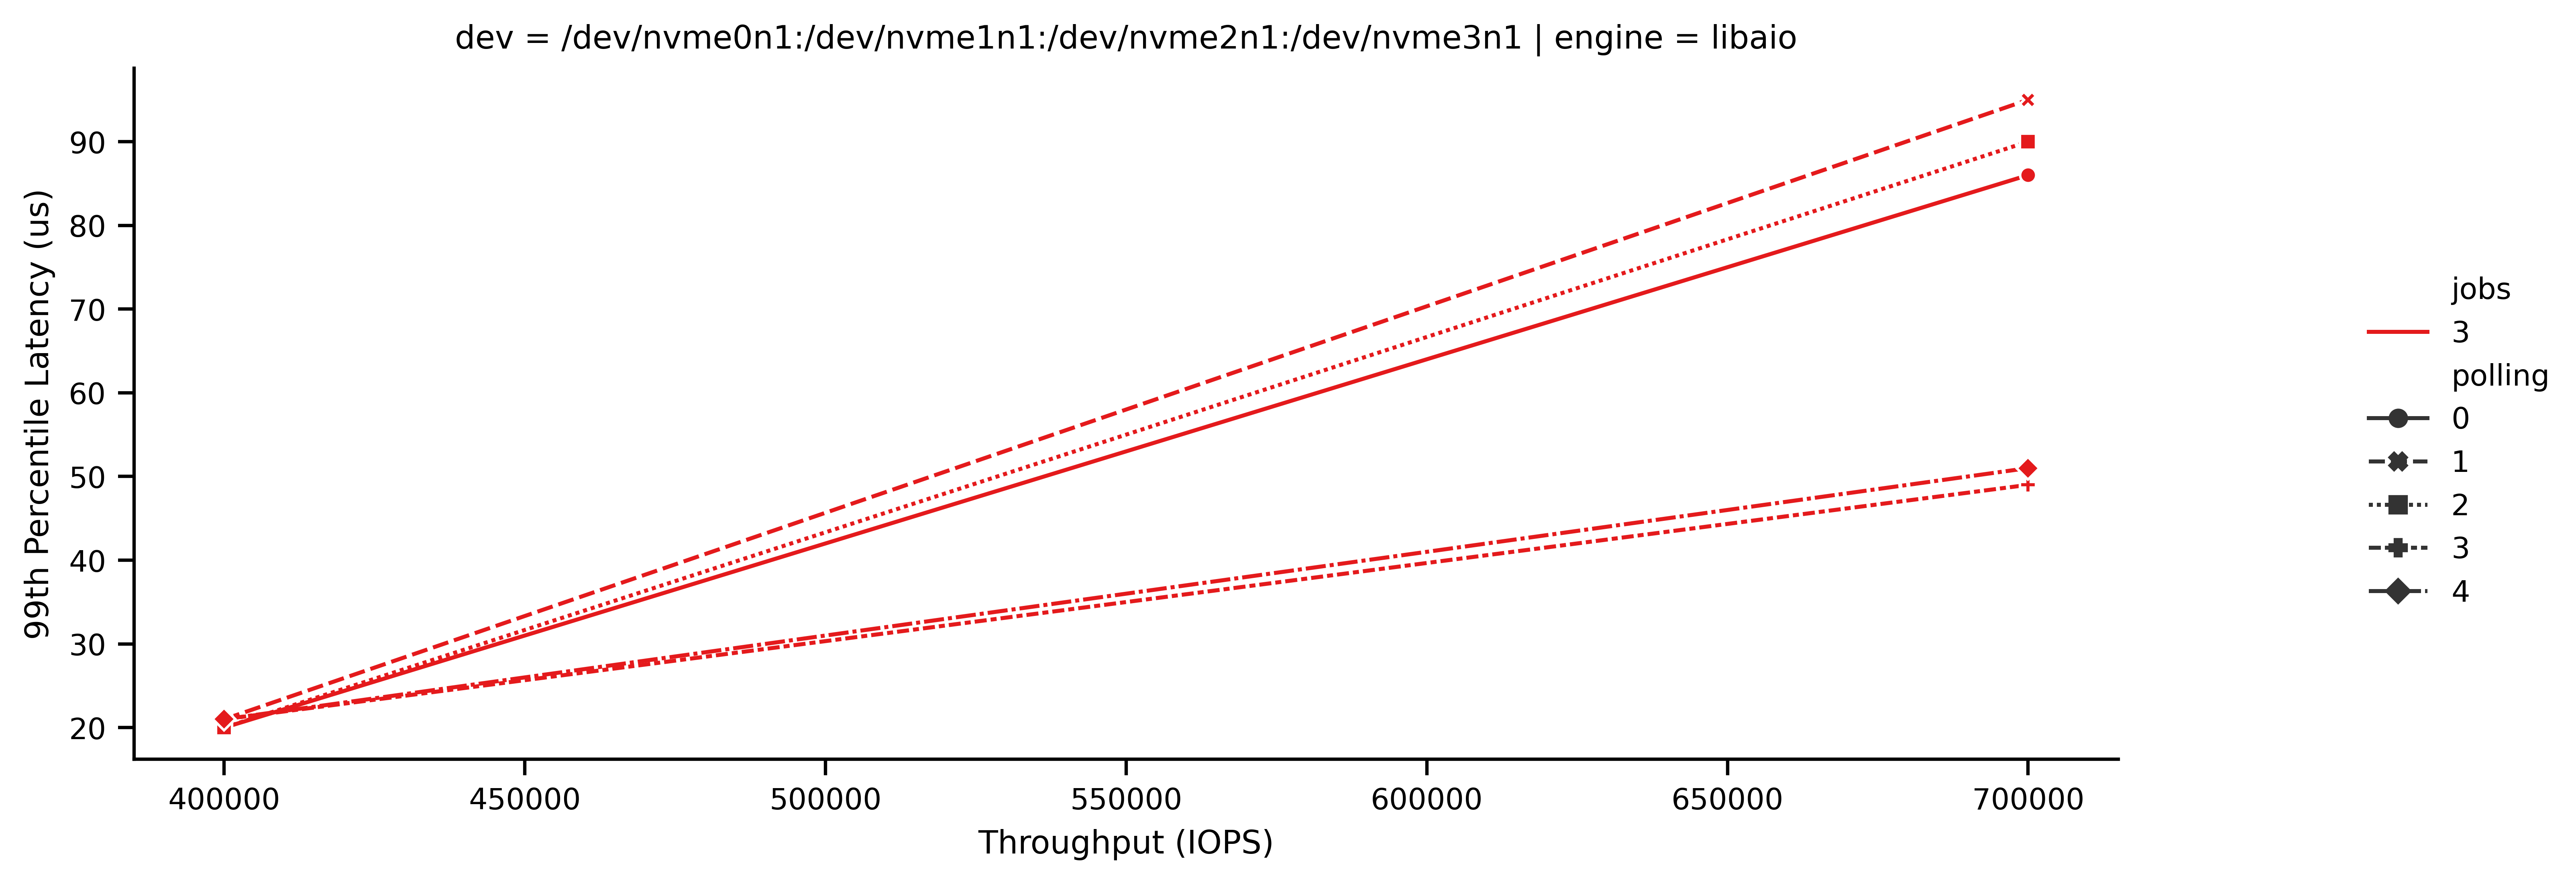 dev = /dev/nvme0n1:/dev/nvme1n1:/dev/nvme2n1:/dev/nvme3n1 | engine = libaio
99th Percentile Latency (us)
90
80
70
60
50
40
30
20
400000 450000 500000 550000 600000 650000 700000
Throughput (IOPS)
jobs
3
polling
0
1
2
3
4